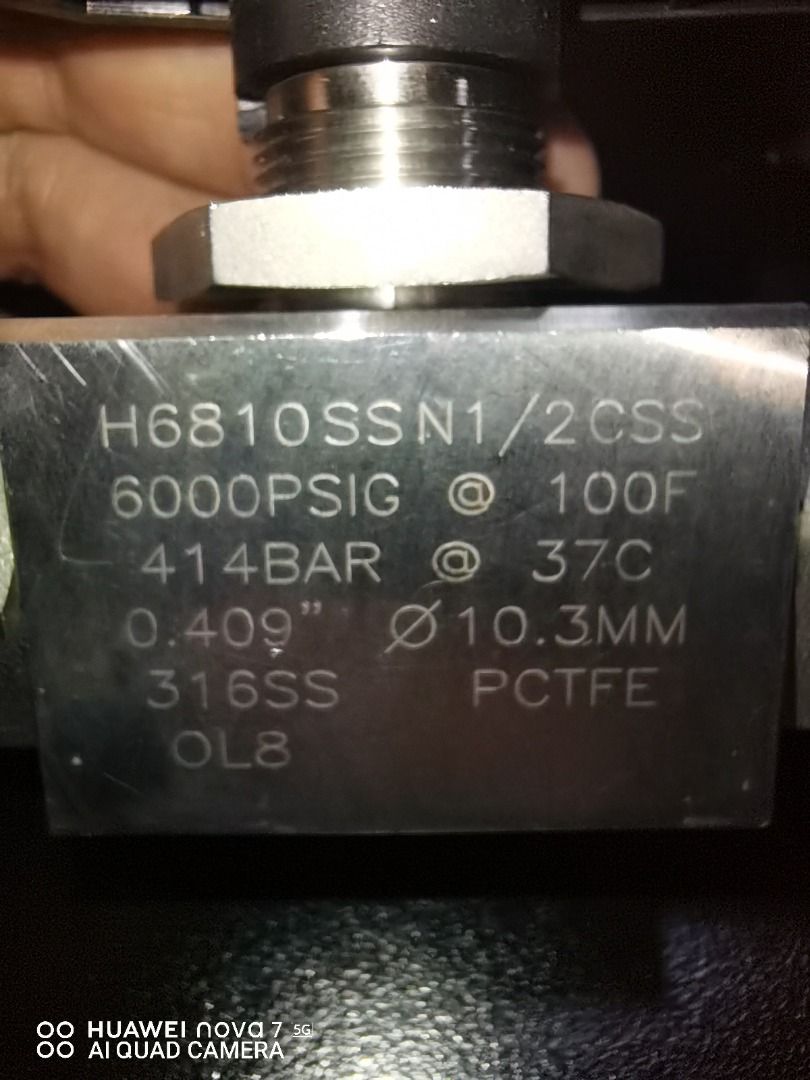 H6810SSN1/2CSS
6000PSIG @ 100F
414BAR @ 37C
0.409” Ø10.3MM
316SS PCTFE
OL8
HUAWEI nova 7 5G
AI QUAD CAMERA